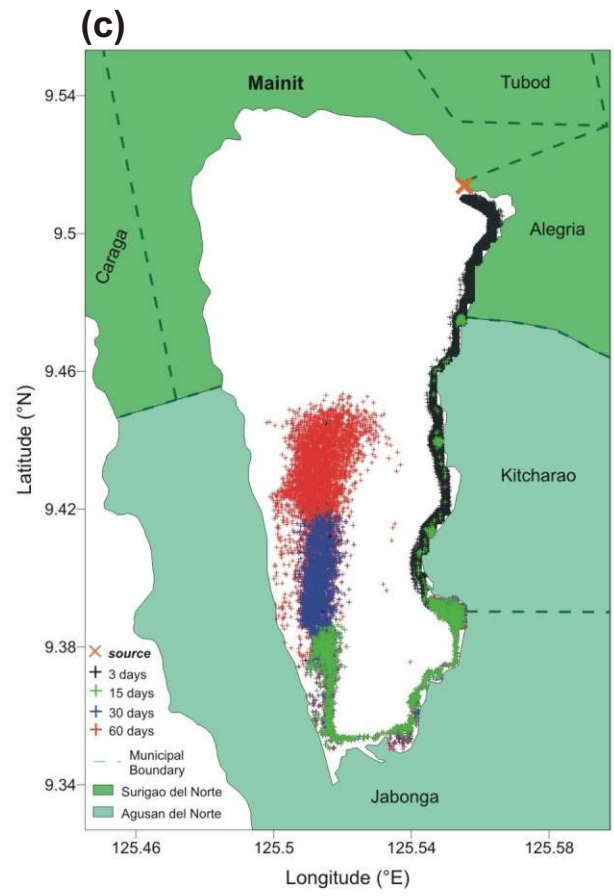 (c)
Mainit
Tubod
Alegria
Caraga
Kitcharao
Jabonga
Latitude (°N)
9.54
9.5
9.46
9.42
9.38
9.34
source
3 days
15 days
30 days
60 days
Municipal
Boundary
Surigao del Norte
Agusan del Norte
125.46
125.5
125.54
125.58
Longitude (°E)